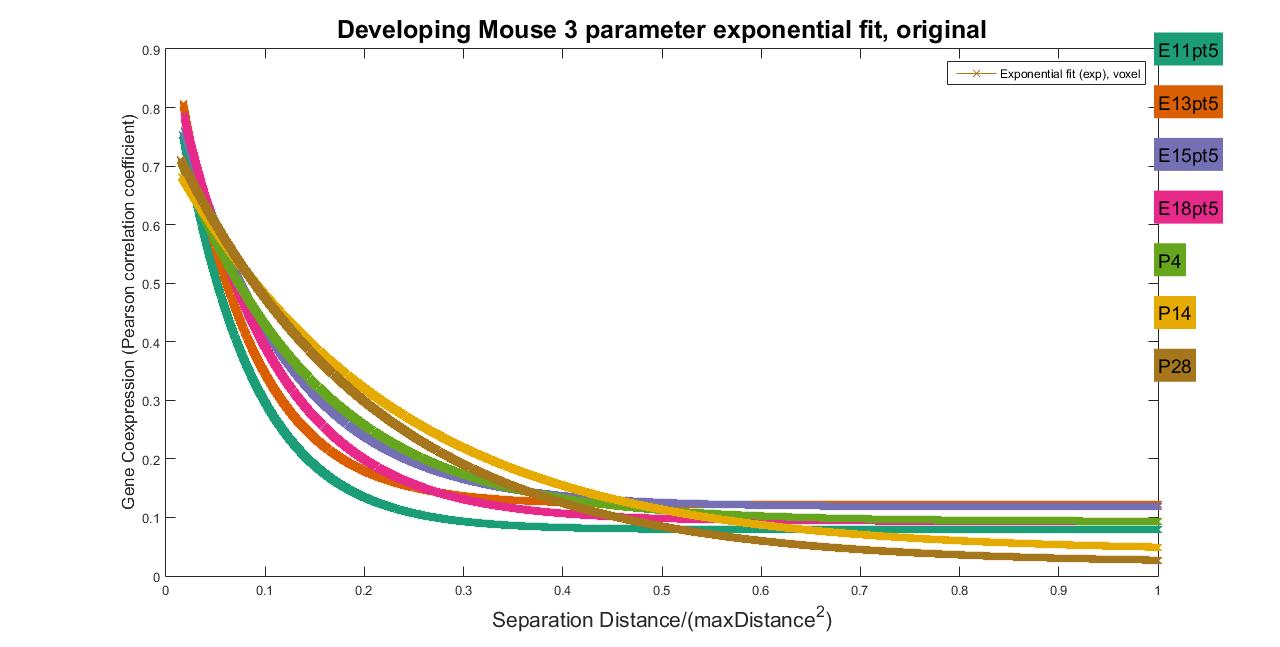 Developing Mouse 3 parameter exponential fit, original
Exponential fit (exp), voxel
E11pt5
E13pt5
E15pt5
E18pt5
P4
P14
P28
Gene Coexpression (Pearson correlation coefficient)
0.9
0.8
0.7
0.6
0.5
0.4
0.3
0.2
0.1
0
0 0.1 0.2 0.3 0.4 0.5 0.6 0.7 0.8 0.9 1
Separation Distance/(maxDistance²)